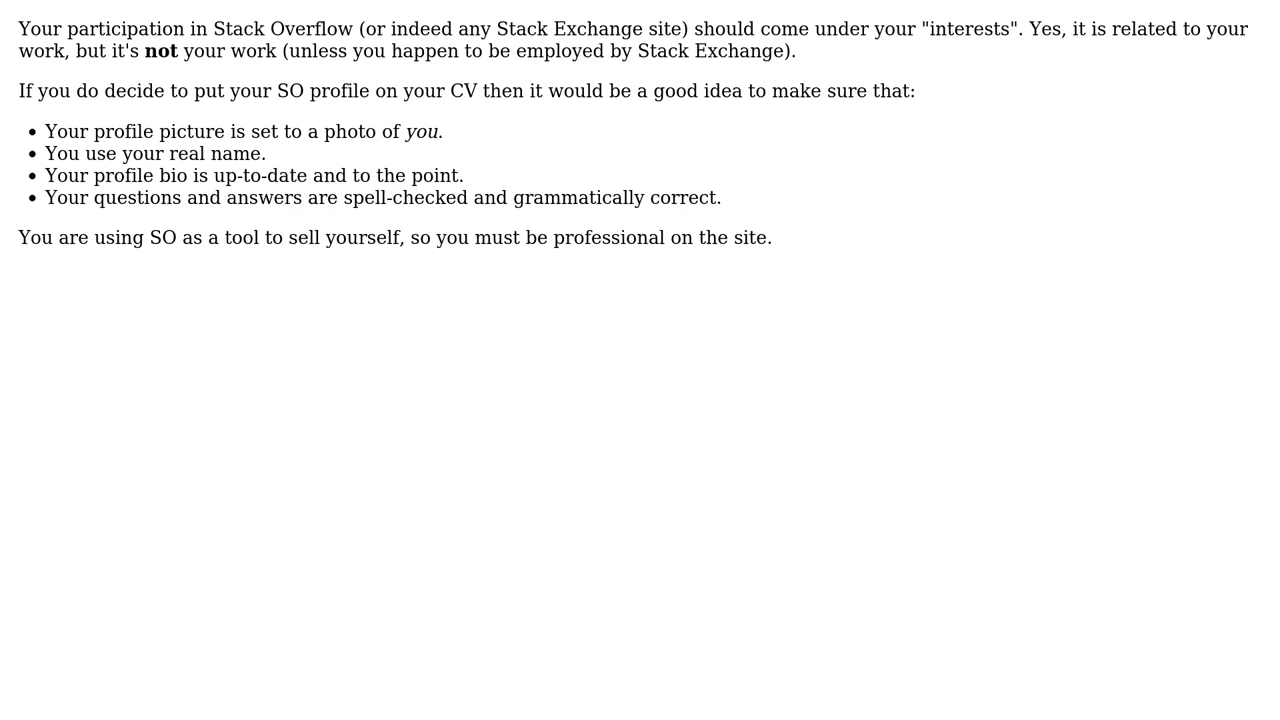 Your participation in Stack Overflow (or indeed any Stack Exchange site) should come under your "interests". Yes, it is related to your
work, but it's not your work (unless you happen to be employed by Stack Exchange).
If you do decide to put your SO profile on your CV then it would be a good idea to make sure that:
• Your profile picture is set to a photo of you.
• You use your real name.
• Your profile bio is up-to-date and to the point.
• Your questions and answers are spell-checked and grammatically correct.
You are using SO as a tool to sell yourself, so you must be professional on the site.